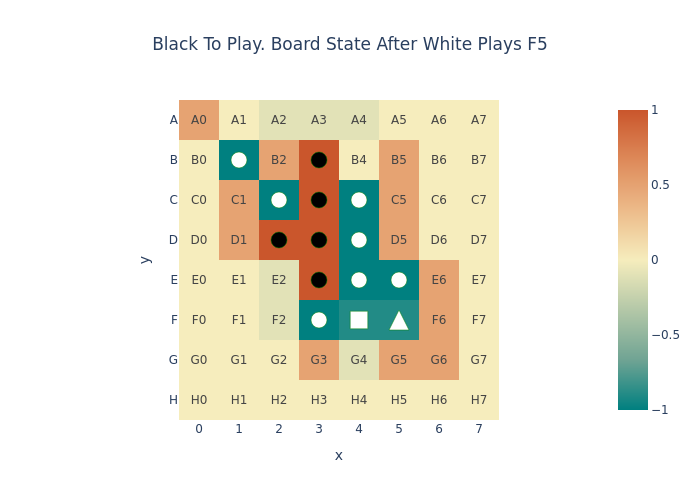 Black To Play. Board State After White Plays F5
A A0 A1 A2 A3 A4 A5 A6 A7
B B0 B2 B4 B5 B6 B7
C C0 C1 C5 C6 C7
D D0 D1 D5 D6 D7
E E0 E1 E2 E6 E7
F F0 F1 F2 F6 F7
G G0 G1 G2 G3 G4 G5 G6 G7
H H0 H1 H2 H3 H4 H5 H6 H7
0 1 2 3 4 5 6 7
x
y
1
0.5
0
−0.5
−1